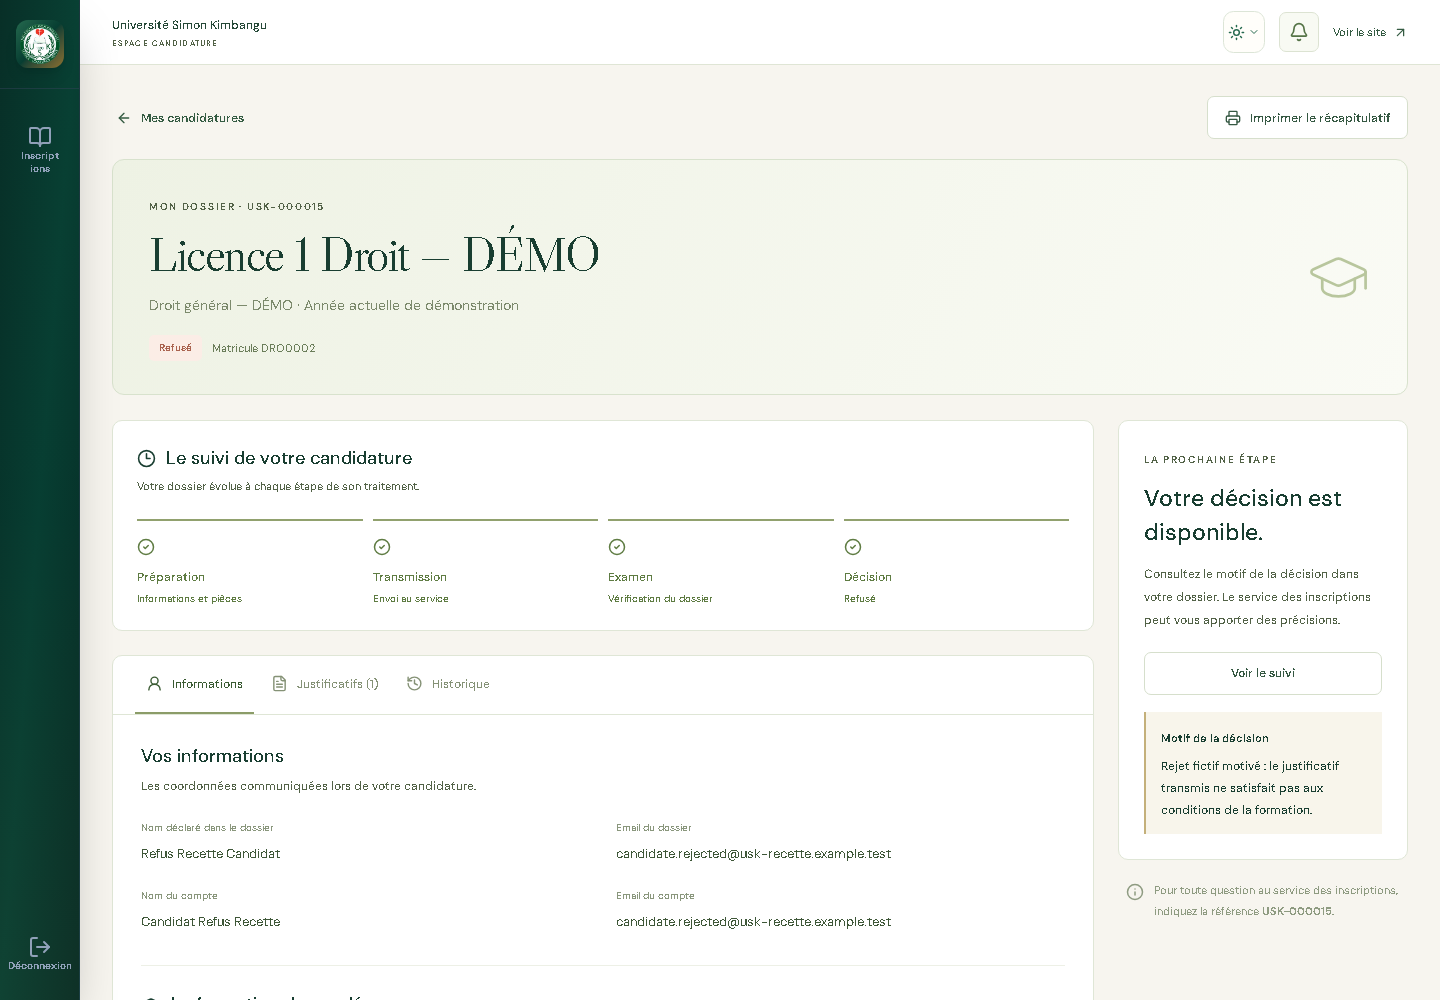 Université Simon Kimbangu
ESPACE CANDIDATURE
Voir le site
Inscript
ions
Mes candidatures
Imprimer le récapitulatif
MON DOSSIER · USK-000015
Licence 1 Droit — DÉMO
Droit général — DÉMO · Année actuelle de démonstration
Refusé
Matricule DRO0002
Le suivi de votre candidature
Votre dossier évolue à chaque étape de son traitement.
Préparation
Informations et pièces
Transmission
Envoi au service
Examen
Vérification du dossier
Décision
Refusé
LA PROCHAINE ÉTAPE
Votre décision est
disponible.
Consultez le motif de la décision dans
votre dossier. Le service des inscriptions
peut vous apporter des précisions.
Voir le suivi
Motif de la décision
Rejet fictif motivé : le justificatif
transmis ne satisfait pas aux
conditions de la formation.
Pour toute question au service des inscriptions,
indiquez la référence USK-000015.
Informations
Justificatifs (1)
Historique
Vos informations
Les coordonnées communiquées lors de votre candidature.
Nom déclaré dans le dossier
Refus Recette Candidat
Email du dossier
candidate.rejected@usk-recette.example.test
Nom du compte
Candidat Refus Recette
Email du compte
candidate.rejected@usk-recette.example.test
Déconnexion